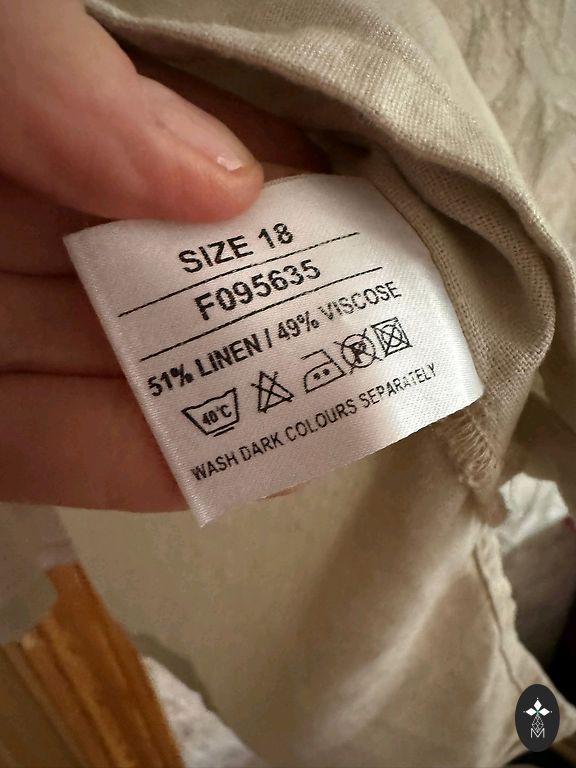 SIZE 18
F095635
51% LINEN / 49% VISCOSE
40°C P
WASH DARK COLOURS SEPARATELY
M